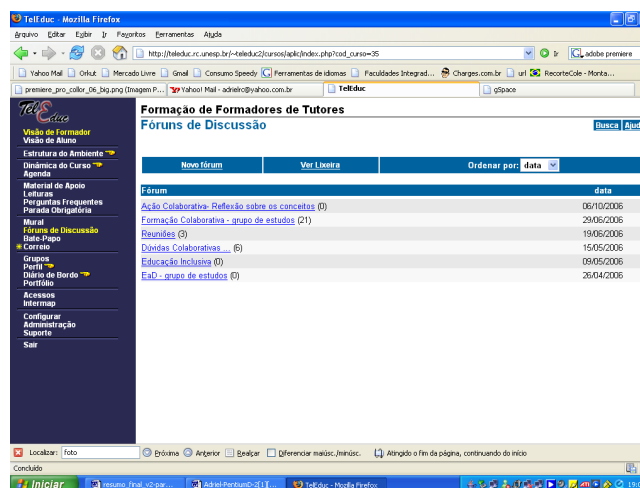 TelEduc - Mozilla Firefox
Arquivo Editar Exibir Ir Favoritos Ferramentas Ajuda
http://teleduc.rc.unesp.br/~teleduc2/cursos/aplic/index.php?cod_curso=35 Ir adobe premiere
Yahoo Mail Orkut Mercado Livre Gmail Consumo Speedy Ferramentas de idiomas Faculdades Integrad... Charges.com.br url RecorteCole - Monta...
premiere_pro_collor_06_big.png (Imagem P... Yahoo! Mail - adrielrc@yahoo.com.br TelEduc gSpace
TelEduc
Visão de Formador
Visão de Aluno
Estrutura do Ambiente
Dinâmica do Curso
Agenda
Material de Apoio
Leituras
Perguntas Frequentes
Parada Obrigatória
Mural
Fóruns de Discussão
Bate-Papo
Correio
Grupos
Perfil
Diário de Bordo
Portfólio
Acessos
Intermap
Configurar
Administração
Suporte
Sair
Formação de Formadores de Tutores
Fóruns de Discussão
Busca Ajud
Novo fórum Ver Lixeira Ordenar por: data
Fórum data
Ação Colaborativa- Reflexão sobre os conceitos (0) 06/10/2006
Formação Colaborativa - grupo de estudos (21) 29/06/2006
Reuniões (3) 19/06/2006
Dúvidas Colaborativas ... (6) 15/05/2006
Educação Inclusiva (0) 09/05/2006
EaD - grupo de estudos (0) 26/04/2006
Localizar: foto Próxima Anterior Realçar Diferenciar maiúsc./minúsc. Atingido o fim da página, continuando do início
Concluído
Iniciar resumo_final_v2-par... Adriel-PentiumD-2[1]... TelEduc - Mozilla Firefox